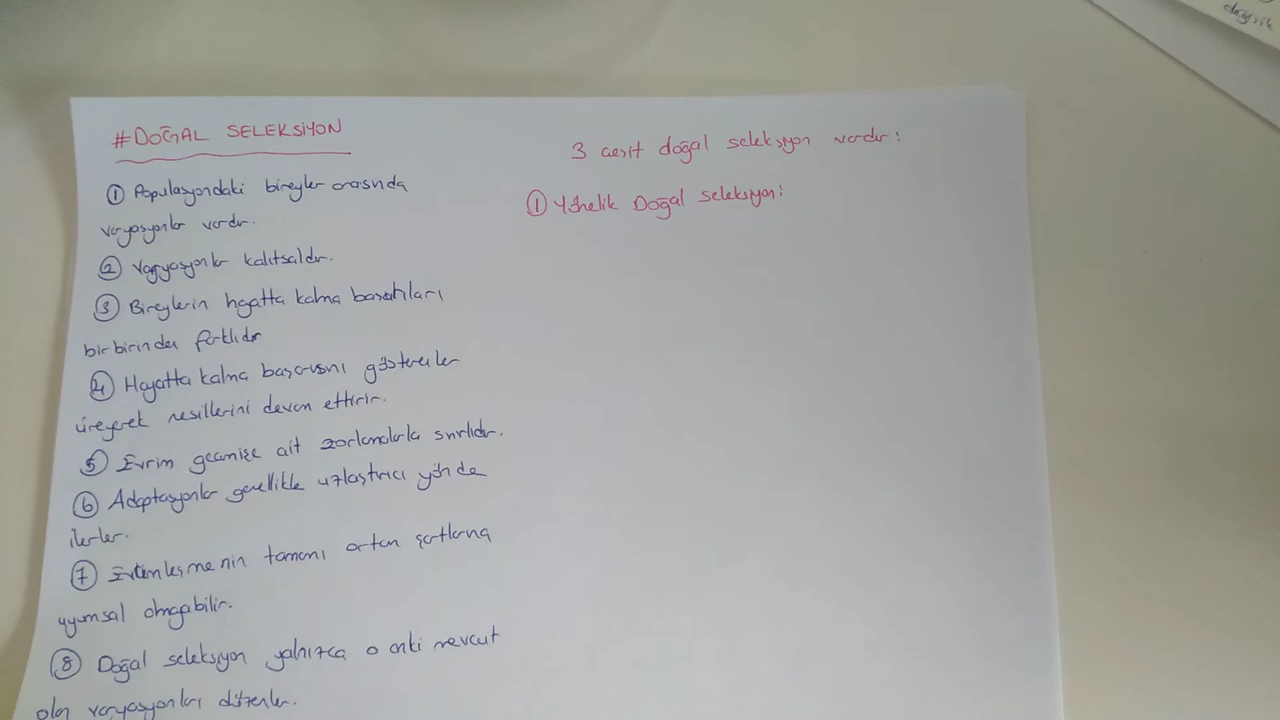 #DOĞAL SELEKSİYON
① Populasyondaki bireyler arasında
varyasyonlar vardır.
② Varyasyonlar kalıtsaldır.
③ Bireylerin hayatta kalma başarıları
birbirinden farklıdır
④ Hayatta kalma başarısını gösterenler
üreyerek nesillerini devam ettirir.
⑤ Evrim geçmişe ait zorlamalarla sınırlıdır.
⑥ Adaptasyonlar genellikle uzlaştırıcı yönde
ilerler.
⑦ Evrimleşmenin tamamı ortam şartlarına
uyumsal olmayabilir.
⑧ Doğal seleksiyon yalnızca o anki mevcut
olan varyasyonları düzenler.
3 çeşit doğal seleksiyon vardır:
① Yönelik Doğal Seleksiyon:
değişik